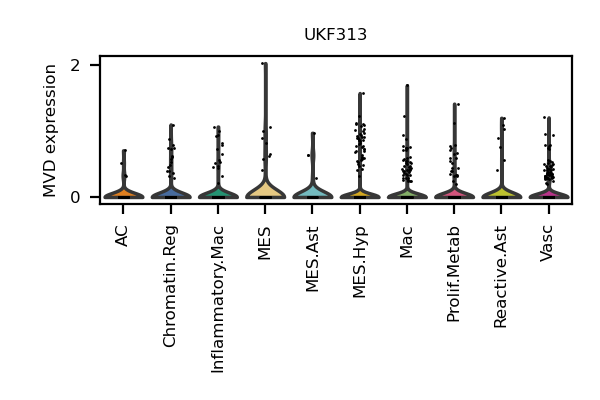 UKF313
MVD expression
2
0
AC
Chromatin.Reg
Inflammatory.Mac
MES
MES.Ast
MES.Hyp
Mac
Prolif.Metab
Reactive.Ast
Vasc